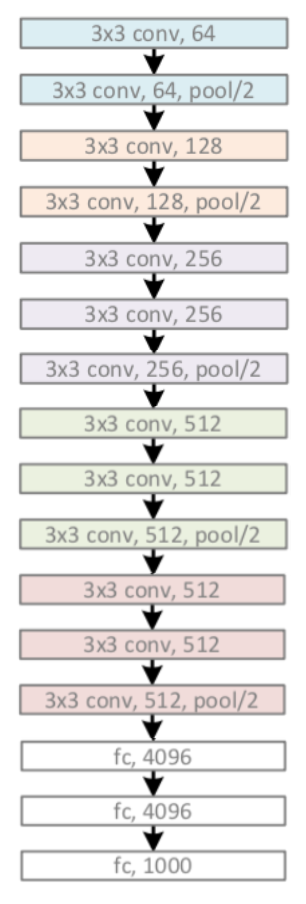 3x3 conv, 64
3x3 conv, 64, pool/2
3x3 conv, 128
3x3 conv, 128, pool/2
3x3 conv, 256
3x3 conv, 256
3x3 conv, 256, pool/2
3x3 conv, 512
3x3 conv, 512
3x3 conv, 512, pool/2
3x3 conv, 512
3x3 conv, 512
3x3 conv, 512, pool/2
fc, 4096
fc, 4096
fc, 1000